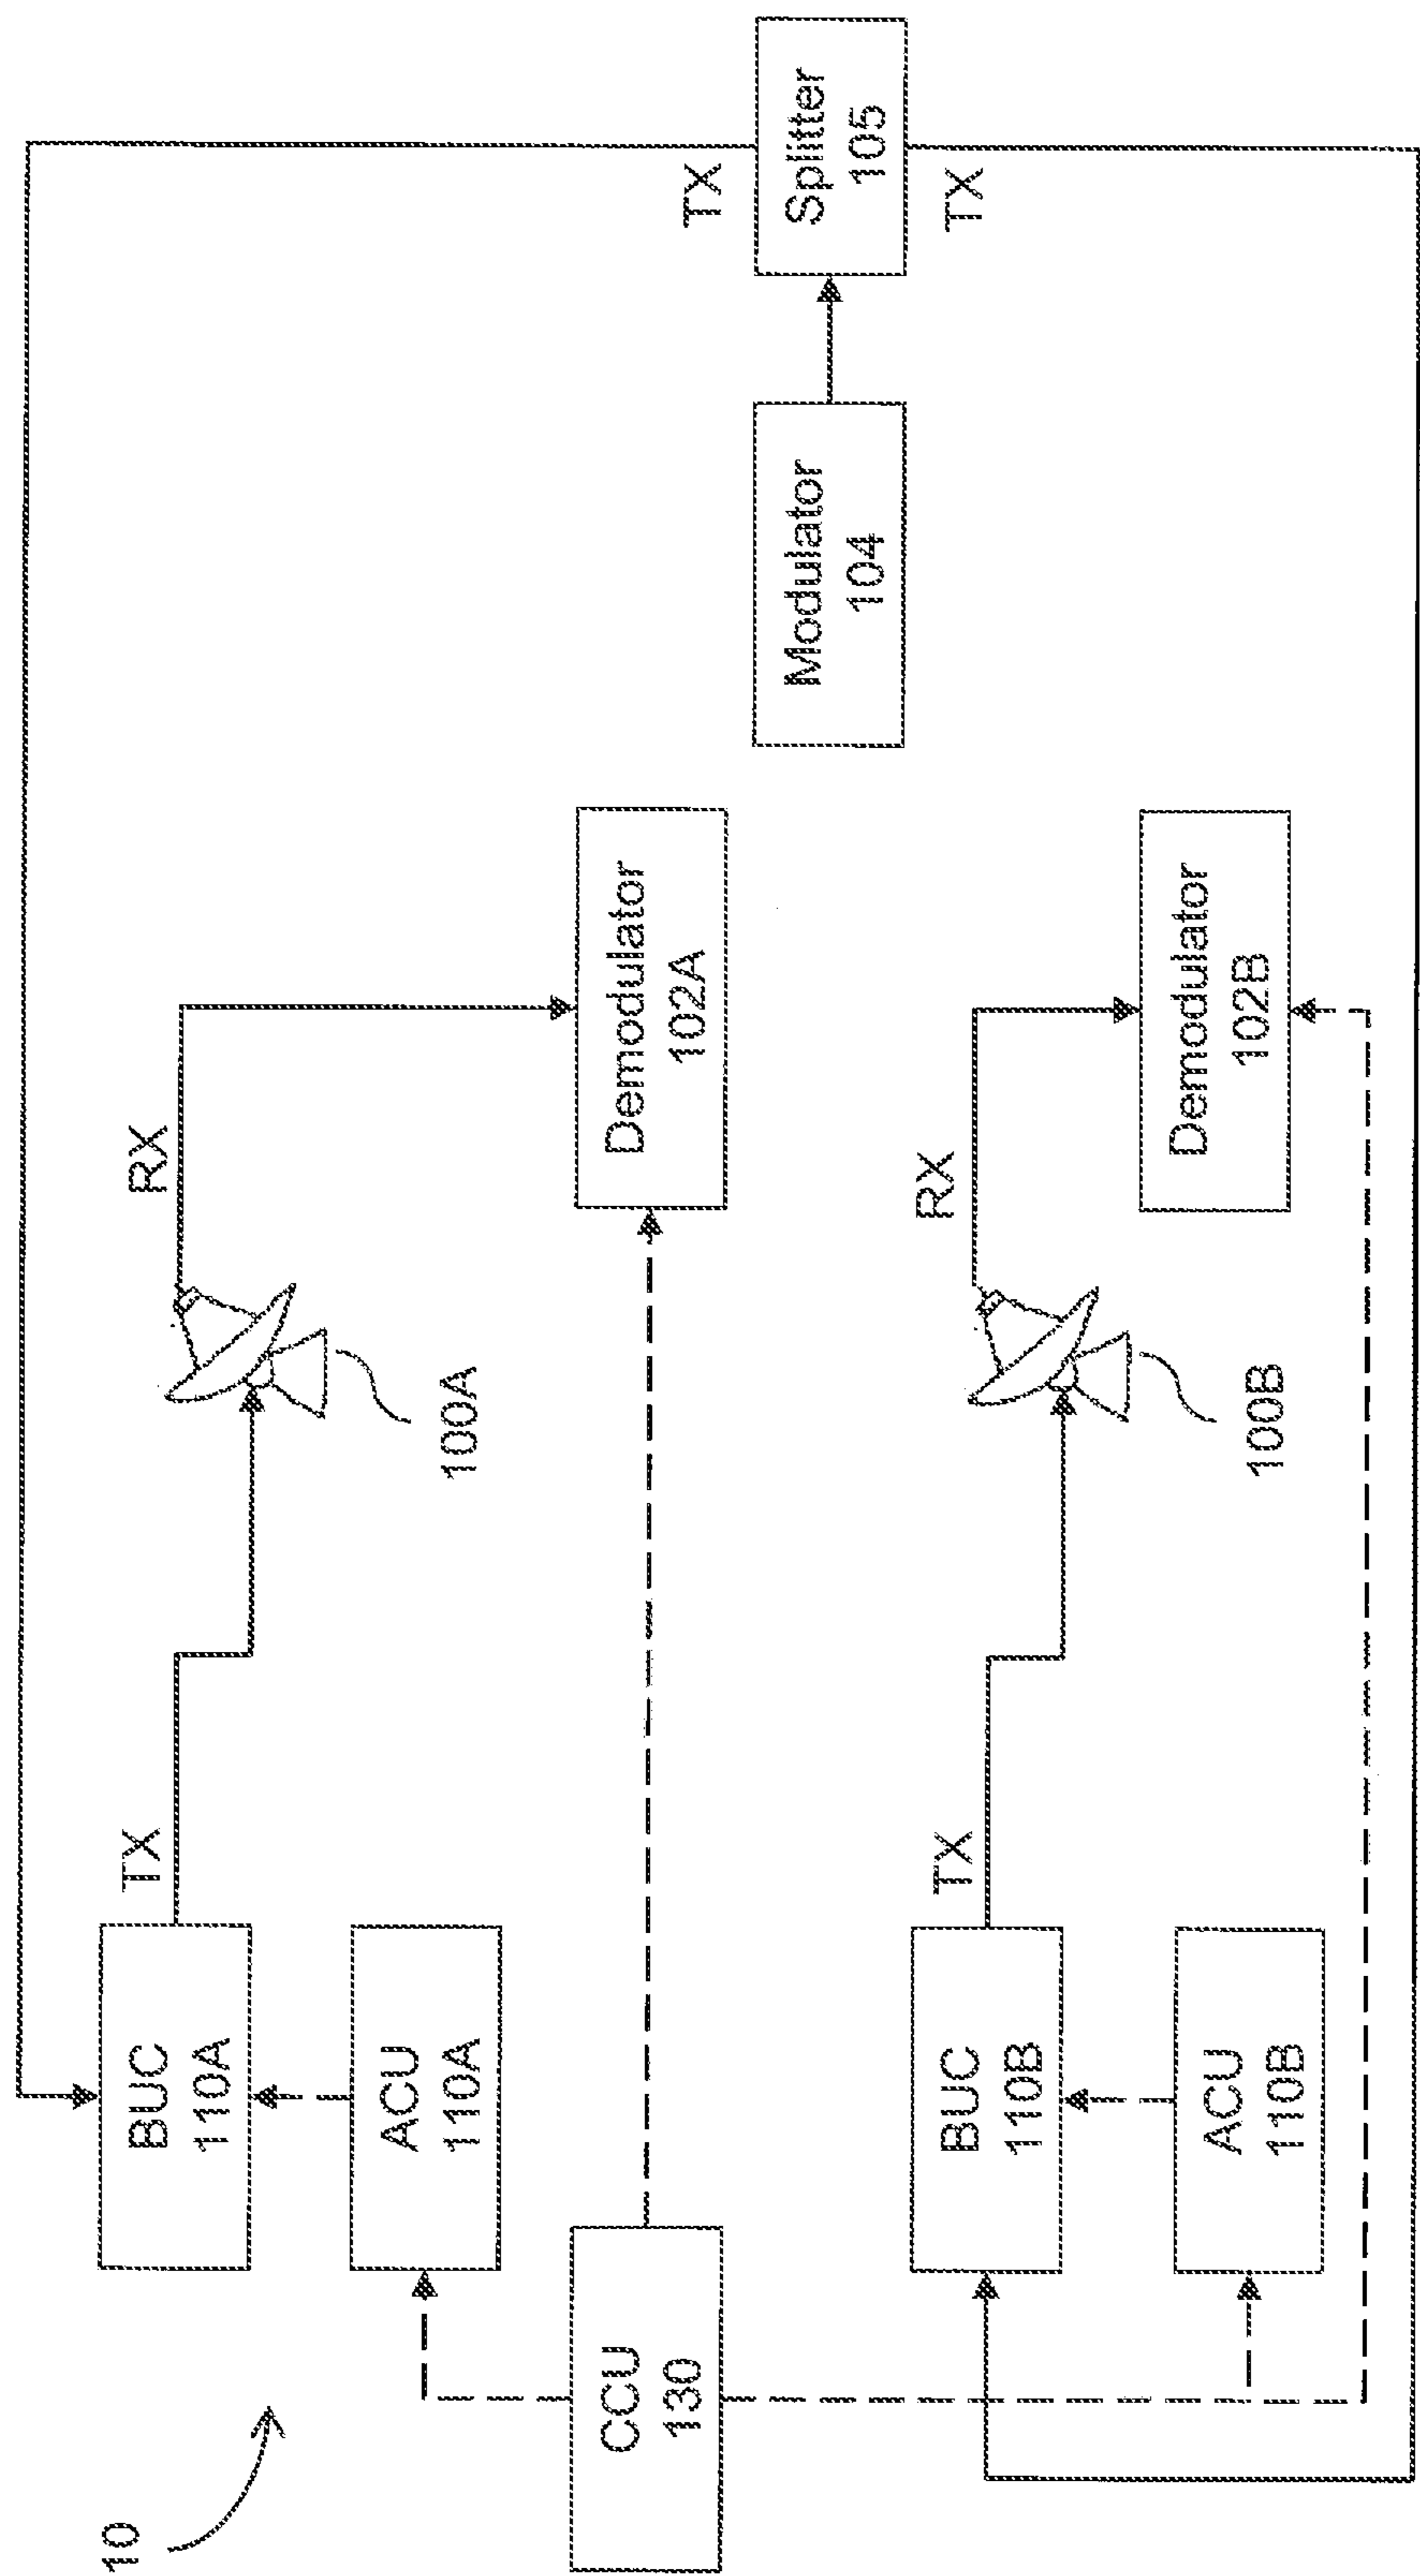 10
BUC
110A
TX
RX
ACU
110A
100A
CCU
130
Demodulator
102A
TX
Modulator
104
Splitter
105
BUC
110B
TX
RX
TX
ACU
110B
100B
Demodulator
102B